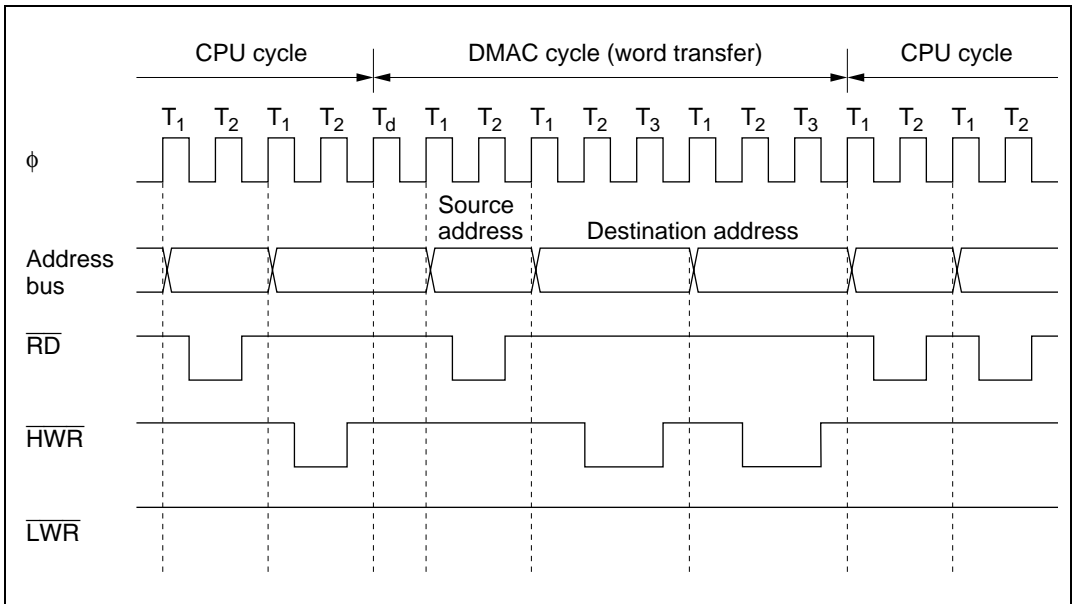 CPU cycle DMAC cycle (word transfer) CPU cycle
T1 T2 T1 T2 Td T1 T2 T1 T2 T3 T1 T2 T3 T1 T2 T1 T2
φ
Source
address Destination address
Address
bus
RD
HWR
LWR